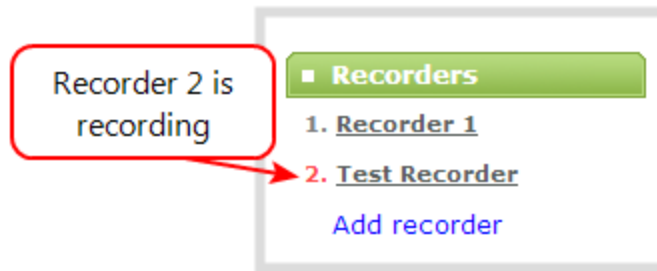 Recorder 2 is
recording
Recorders
1. Recorder 1
2. Test Recorder
Add recorder